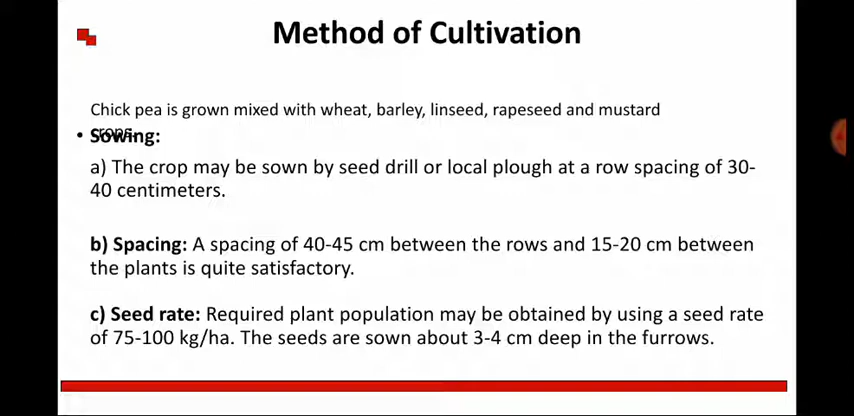 Method of Cultivation
Chick pea is grown mixed with wheat, barley, linseed, rapeseed and mustard
crops.
• Sowing:
a) The crop may be sown by seed drill or local plough at a row spacing of 30-
40 centimeters.
b) Spacing: A spacing of 40-45 cm between the rows and 15-20 cm between
the plants is quite satisfactory.
c) Seed rate: Required plant population may be obtained by using a seed rate
of 75-100 kg/ha. The seeds are sown about 3-4 cm deep in the furrows.